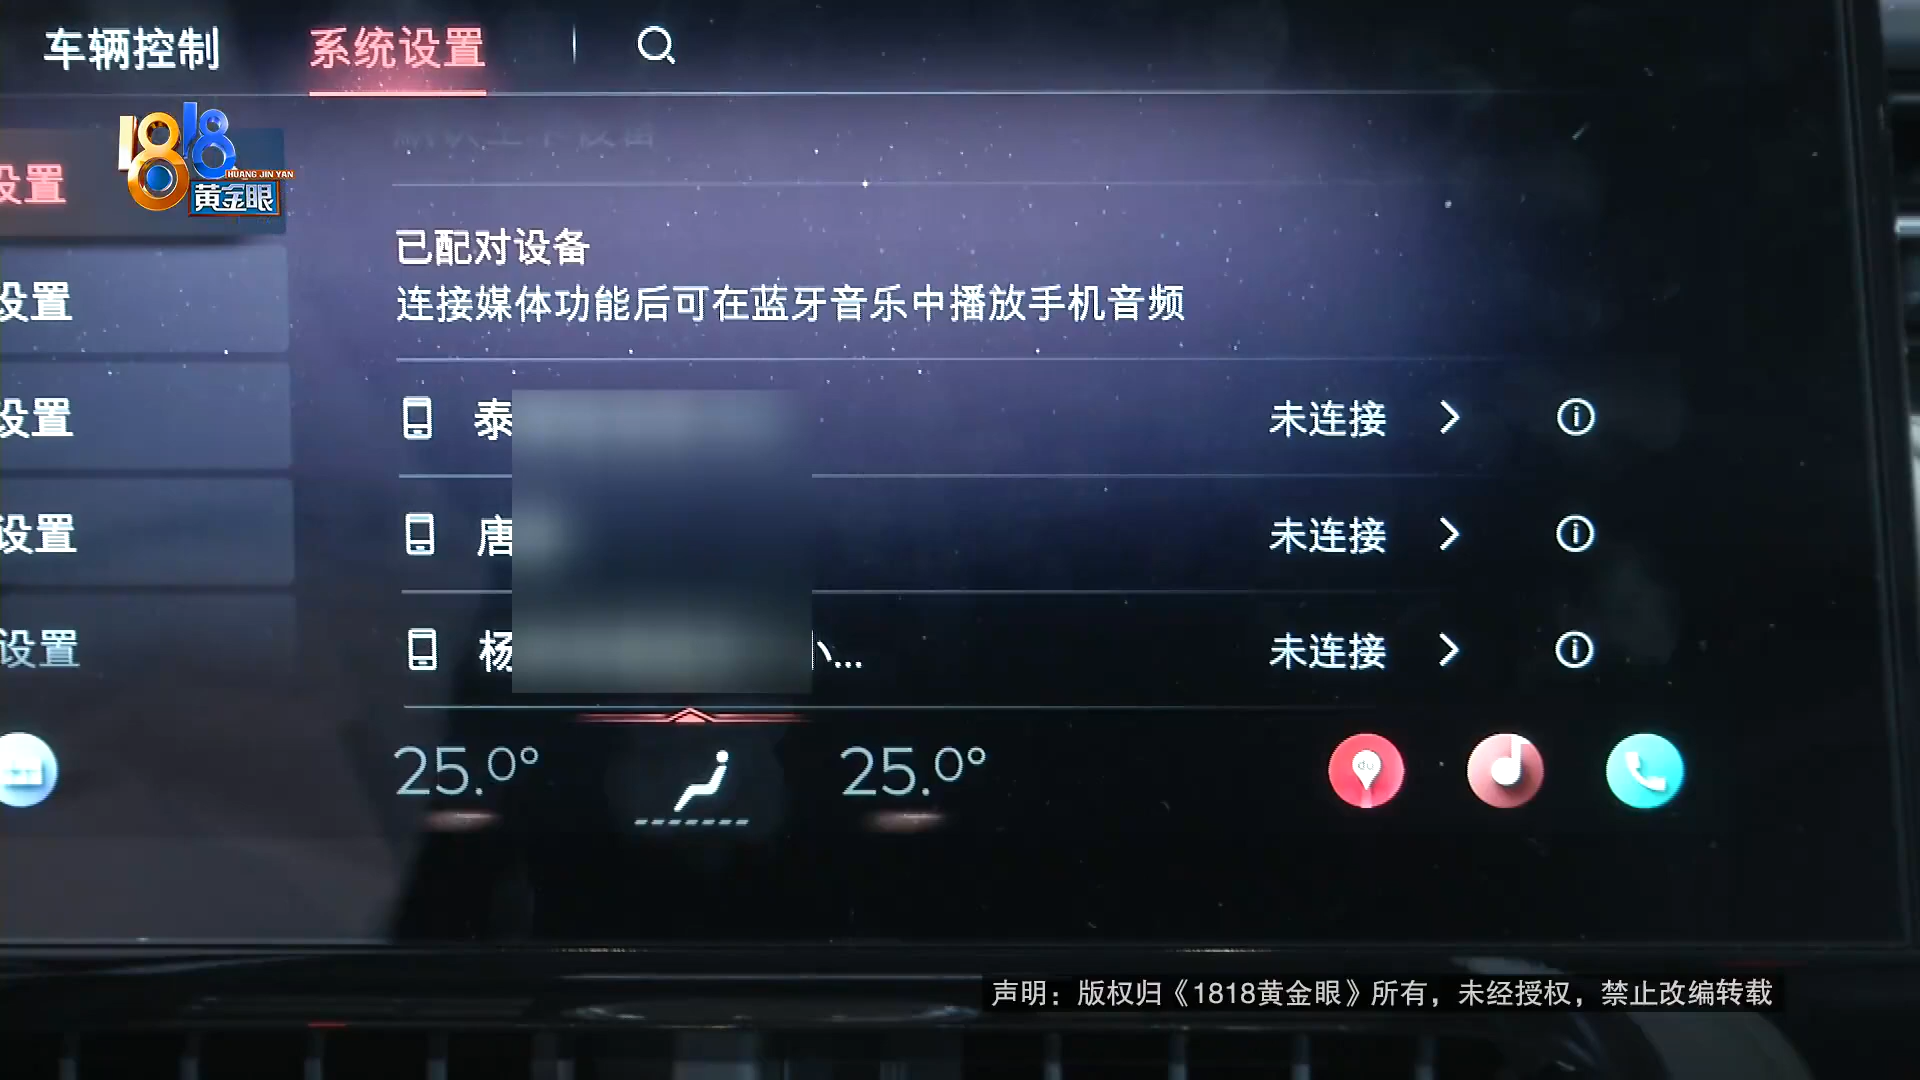 车辆控制
系统设置
1818
HUANG JIN YAN
黄金眼
设置
设置
设置
设置
设置
已配对设备
连接媒体功能后可在蓝牙音乐中播放手机音频
泰
未连接
唐
未连接
杨
...
未连接
25.0°
25.0°
du
声明：版权归《1818黄金眼》所有，未经授权，禁止改编转载